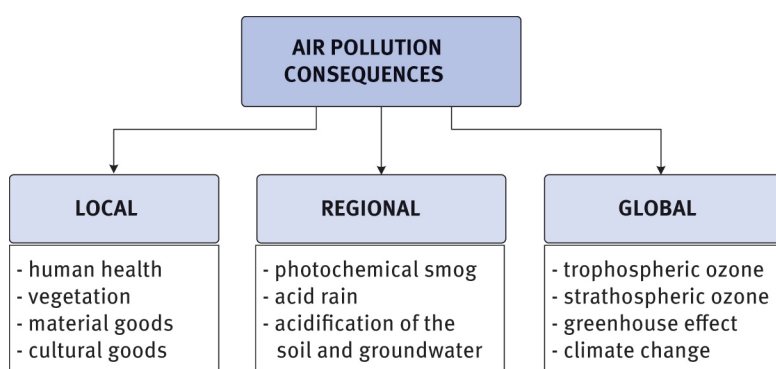 AIR POLLUTION
CONSEQUENCES
LOCAL
- human health
- vegetation
- material goods
- cultural goods
REGIONAL
- photochemical smog
- acid rain
- acidification of the
soil and groundwater
GLOBAL
- trophospheric ozone
- strathospheric ozone
- greenhouse effect
- climate change